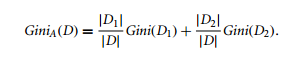 Gini_A(D) = |D_1|/|D| Gini(D_1) + |D_2|/|D| Gini(D_2).